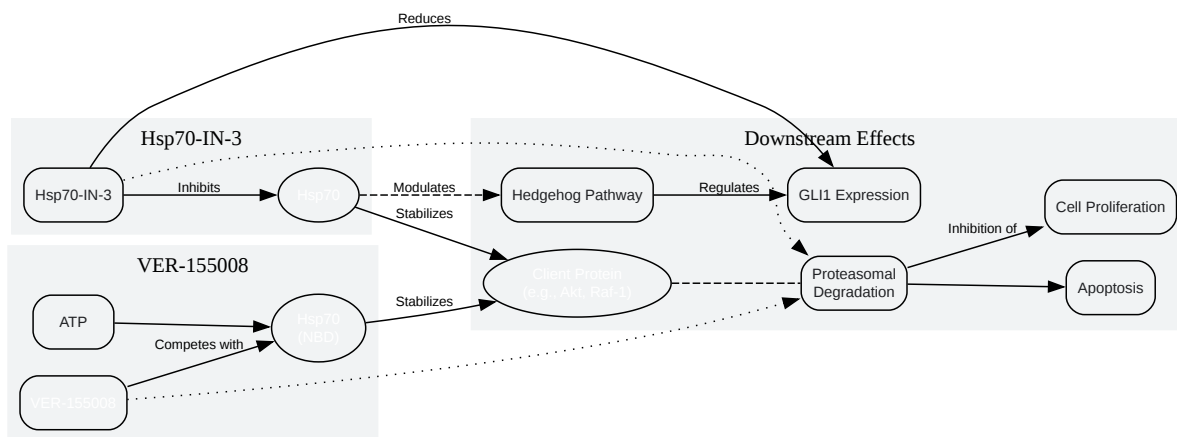 Reduces
Hsp70-IN-3
Downstream Effects
Hsp70-IN-3
Inhibits
Hsp70
Modulates
Hedgehog Pathway
Regulates
GLI1 Expression
Cell Proliferation
Stabilizes
Inhibition of
VER-155008
Client Protein
(e.g., Akt, Raf-1)
Proteasomal
Degradation
Apoptosis
ATP
Hsp70
(NBD)
Stabilizes
Competes with
VER-155008